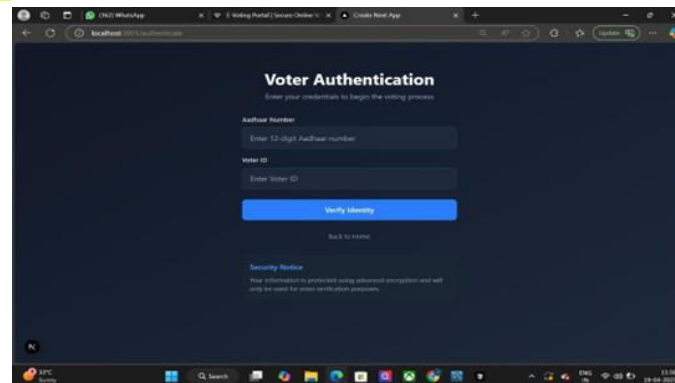 (162) WhatsApp
E-Voting Portal | Secure Online V
Create Next App
localhost:3001/authenticate
Update
Voter Authentication
Enter your credentials to begin the voting process
Aadhaar Number
Enter 12-digit Aadhaar number
Voter ID
Enter Voter ID
Verify Identity
Back to Home
Security Notice
Your information is protected using advanced encryption and will
only be used for voter verification purposes.
N
33°C
Sunny
Search
ENG
IN